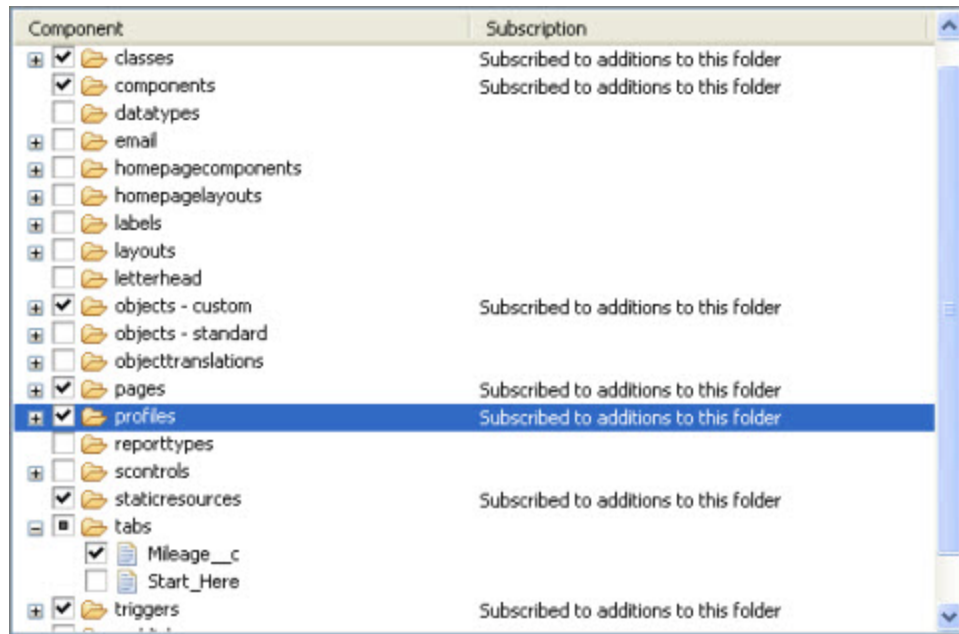 Component Subscription
classes Subscribed to additions to this folder
components Subscribed to additions to this folder
datatypes
email
homepagecomponents
homepagelayouts
labels
layouts
letterhead
objects - custom Subscribed to additions to this folder
objects - standard
objecttranslations
pages Subscribed to additions to this folder
profiles Subscribed to additions to this folder
reporttypes
scontrols
staticresources Subscribed to additions to this folder
tabs
Mileage__c
Start_Here
triggers Subscribed to additions to this folder